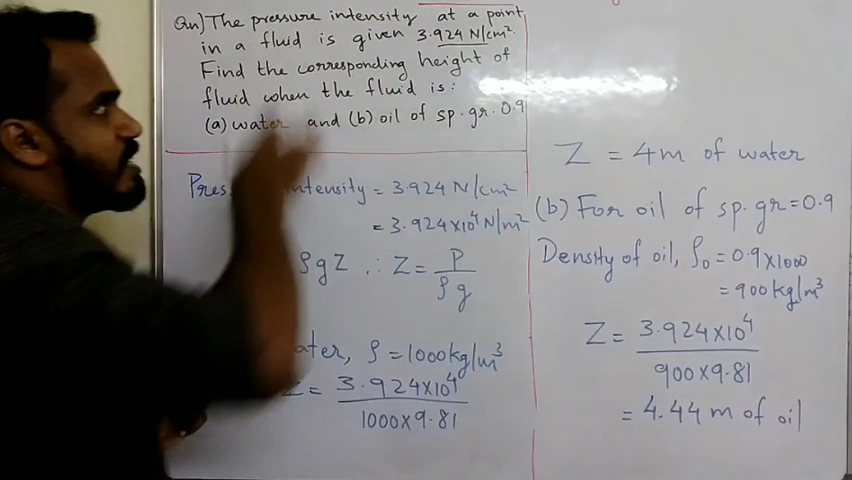 Qn) The pressure intensity at a point
in a fluid is given 3.924 N/cm².
Find the corresponding height of
fluid when the fluid is:
(a) water and (b) oil of sp. gr. 0.9
intensity = 3.924 N/cm²
= 3.924×10⁴ N/m²
ρgZ ∴ Z = P / ρg
ρ = 1000 kg/m³
Z = 3.924×10⁴ / 1000×9.81
Z = 4m of water
(b) For oil of sp. gr = 0.9
Density of oil, ρ₀ = 0.9×1000
= 900 kg/m³
Z = 3.924×10⁴ / 900×9.81
= 4.44 m of oil